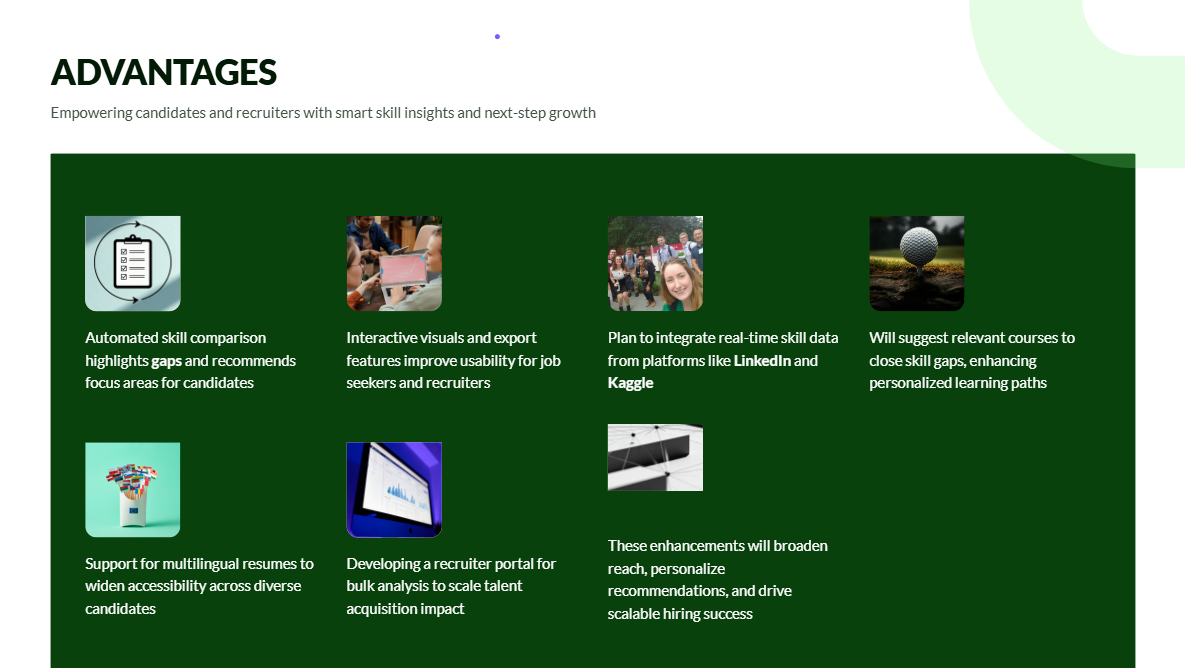 ADVANTAGES
Empowering candidates and recruiters with smart skill insights and next-step growth
Automated skill comparison
highlights gaps and recommends
focus areas for candidates
Interactive visuals and export
features improve usability for job
seekers and recruiters
Plan to integrate real-time skill data
from platforms like LinkedIn and
Kaggle
Will suggest relevant courses to
close skill gaps, enhancing
personalized learning paths
Support for multilingual resumes to
widen accessibility across diverse
candidates
Developing a recruiter portal for
bulk analysis to scale talent
acquisition impact
These enhancements will broaden
reach, personalize
recommendations, and drive
scalable hiring success